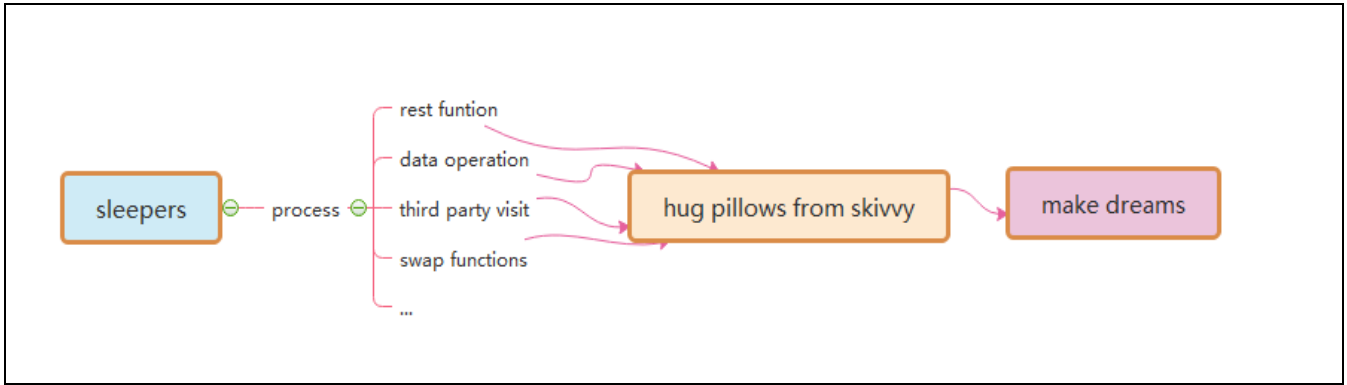 sleepers
process
rest funtion
data operation
third party visit
swap functions
...
hug pillows from skivvy
make dreams